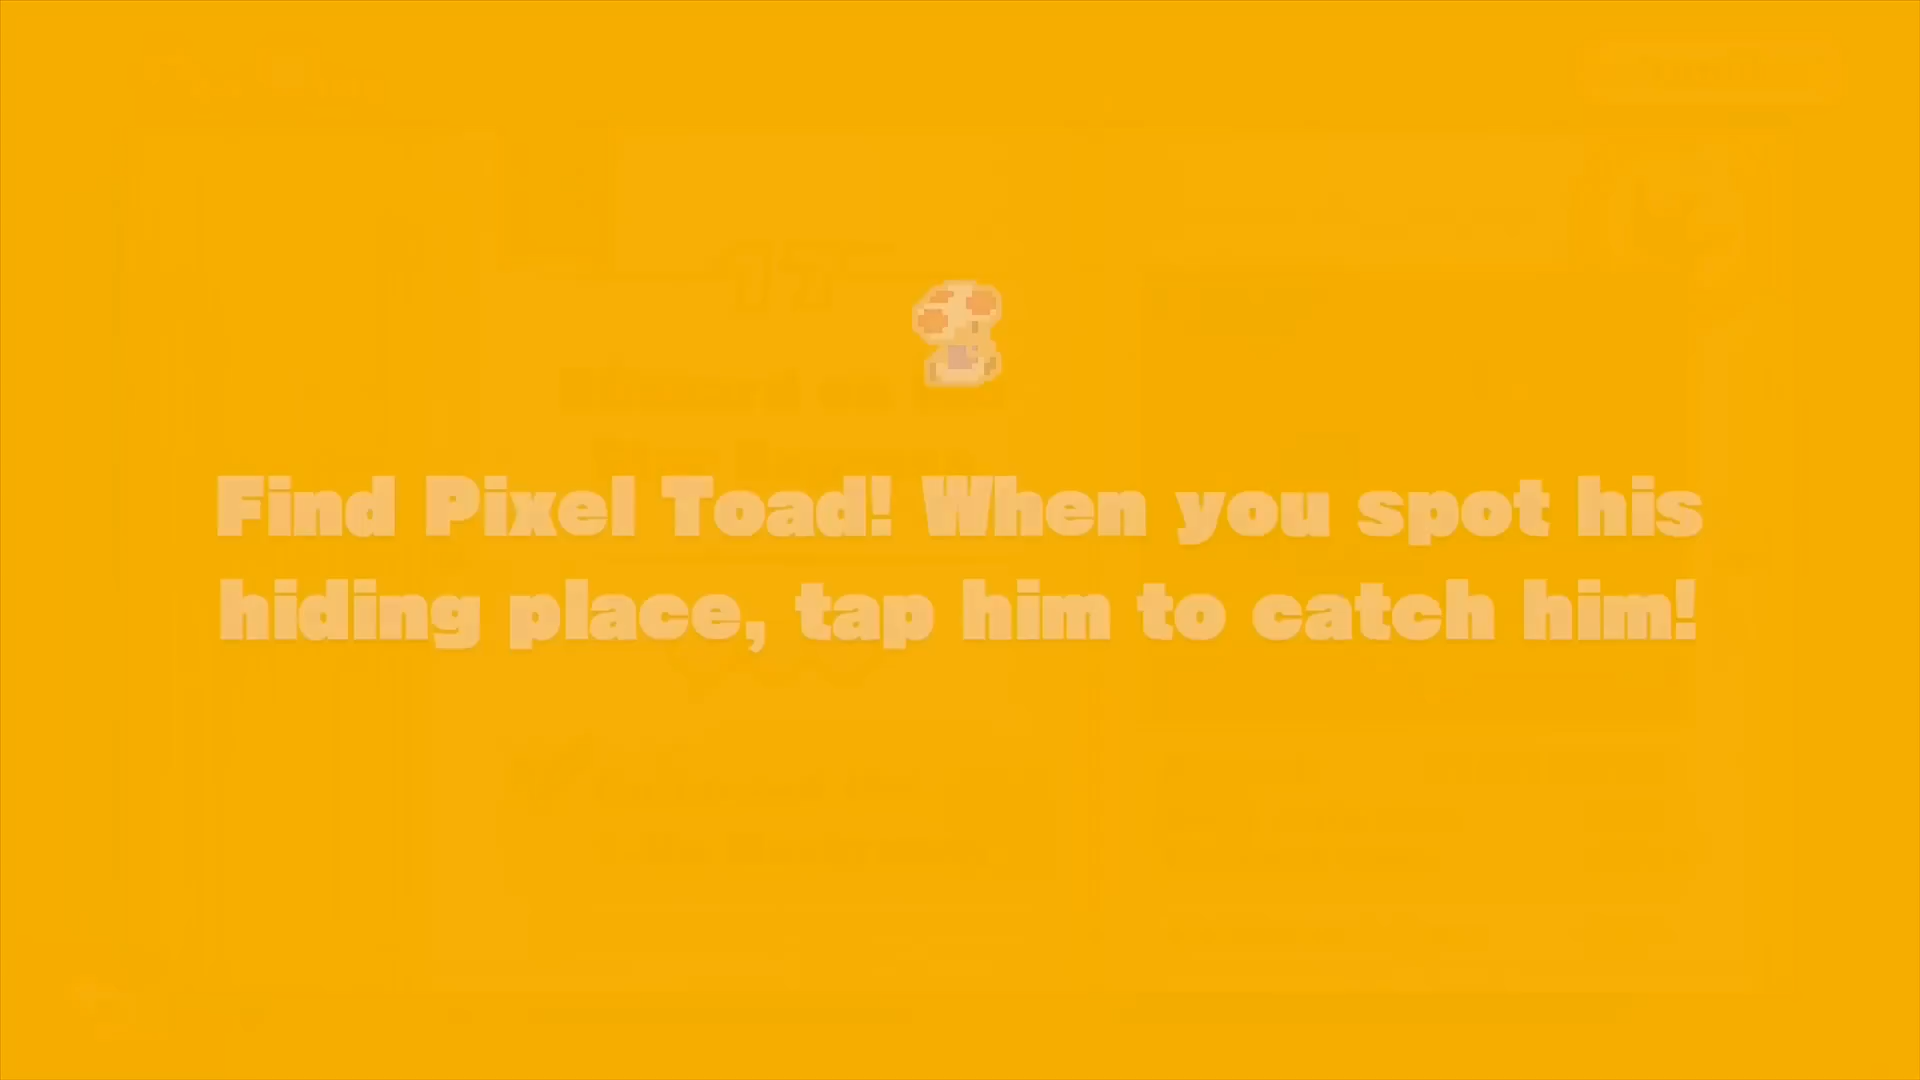 Find Pixel Toad! When you spot his
hiding place, tap him to catch him!